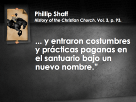 Phillip Shaff
History of the Christian Church, Vol. 3, p. 93.
... y entraron costumbres
y prácticas paganas en
el santuario bajo un
nuevo nombre."